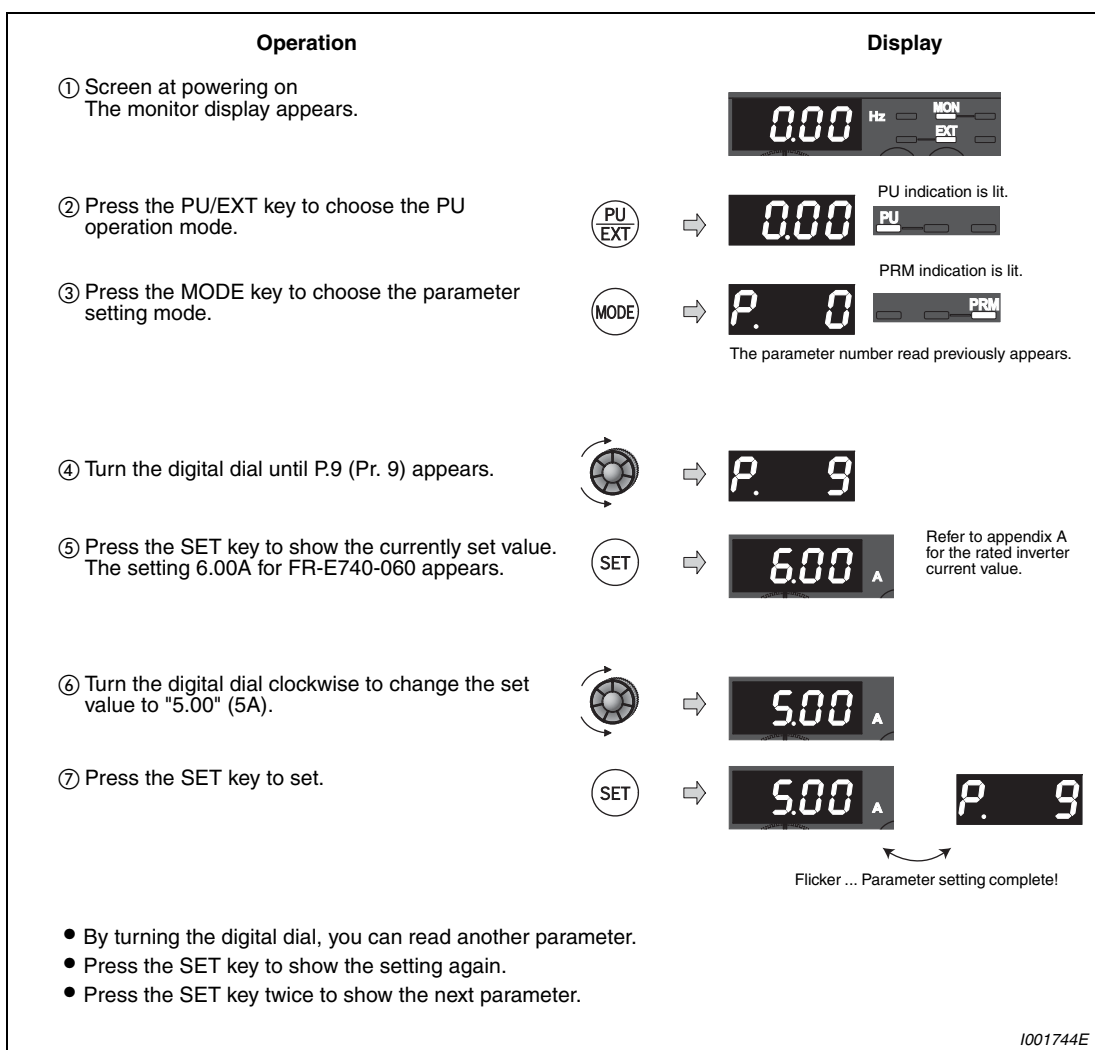 Operation
Display
① Screen at powering on
The monitor display appears.
0.00 Hz MON
EXT
② Press the PU/EXT key to choose the PU
operation mode.
PU
EXT
0.00
PU indication is lit.
PU
③ Press the MODE key to choose the parameter
setting mode.
MODE
P. 0
PRM indication is lit.
PRM
The parameter number read previously appears.
④ Turn the digital dial until P.9 (Pr. 9) appears.
P. 9
⑤ Press the SET key to show the currently set value.
The setting 6.00A for FR-E740-060 appears.
SET
6.00 A
Refer to appendix A
for the rated inverter
current value.
⑥ Turn the digital dial clockwise to change the set
value to "5.00" (5A).
5.00 A
⑦ Press the SET key to set.
SET
5.00 A
P. 9
Flicker ... Parameter setting complete!
● By turning the digital dial, you can read another parameter.
● Press the SET key to show the setting again.
● Press the SET key twice to show the next parameter.
I001744E